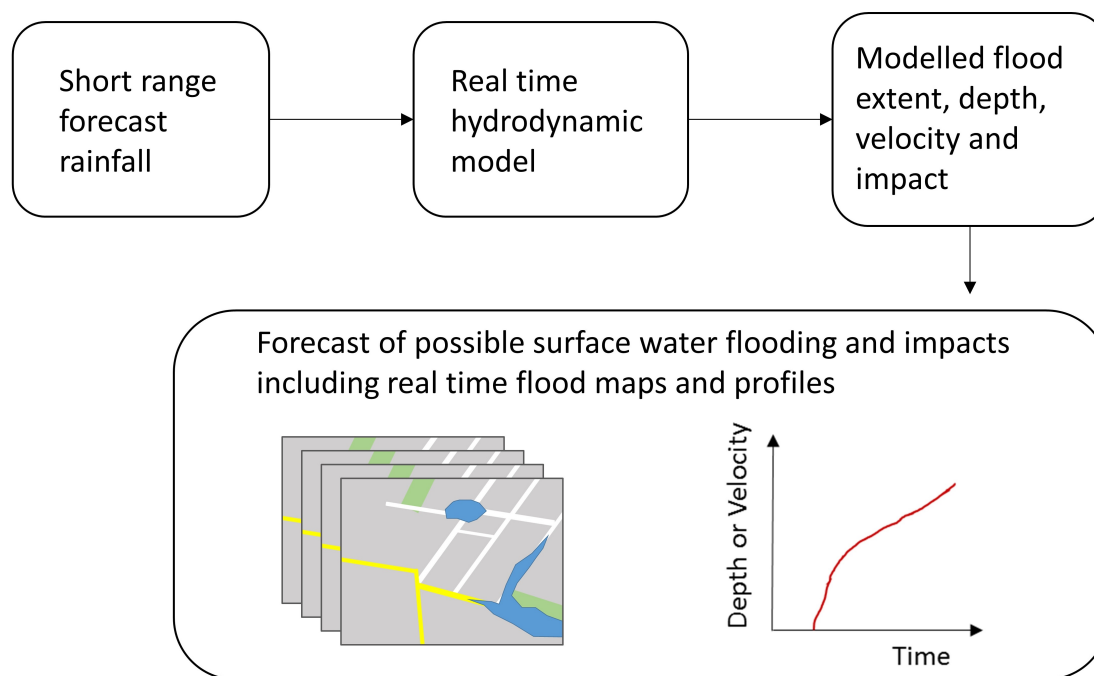 Short range
forecast
rainfall
Real time
hydrodynamic
model
Modelled flood
extent, depth,
velocity and
impact
Forecast of possible surface water flooding and impacts
including real time flood maps and profiles
Depth or Velocity
Time